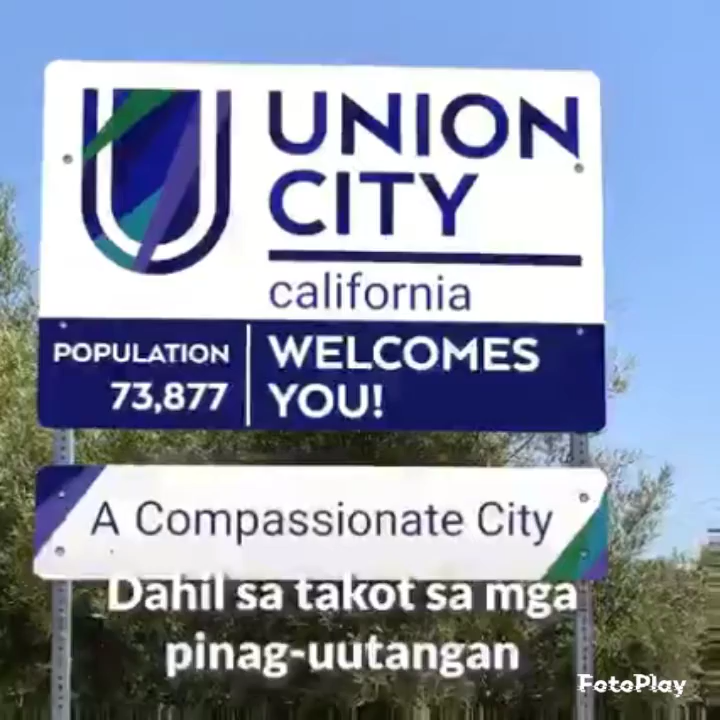 UNION
CITY
california
POPULATION
73,877
WELCOMES
YOU!
A Compassionate City
Dahil sa takot sa mga
pinag-uutangan
FotoPlay